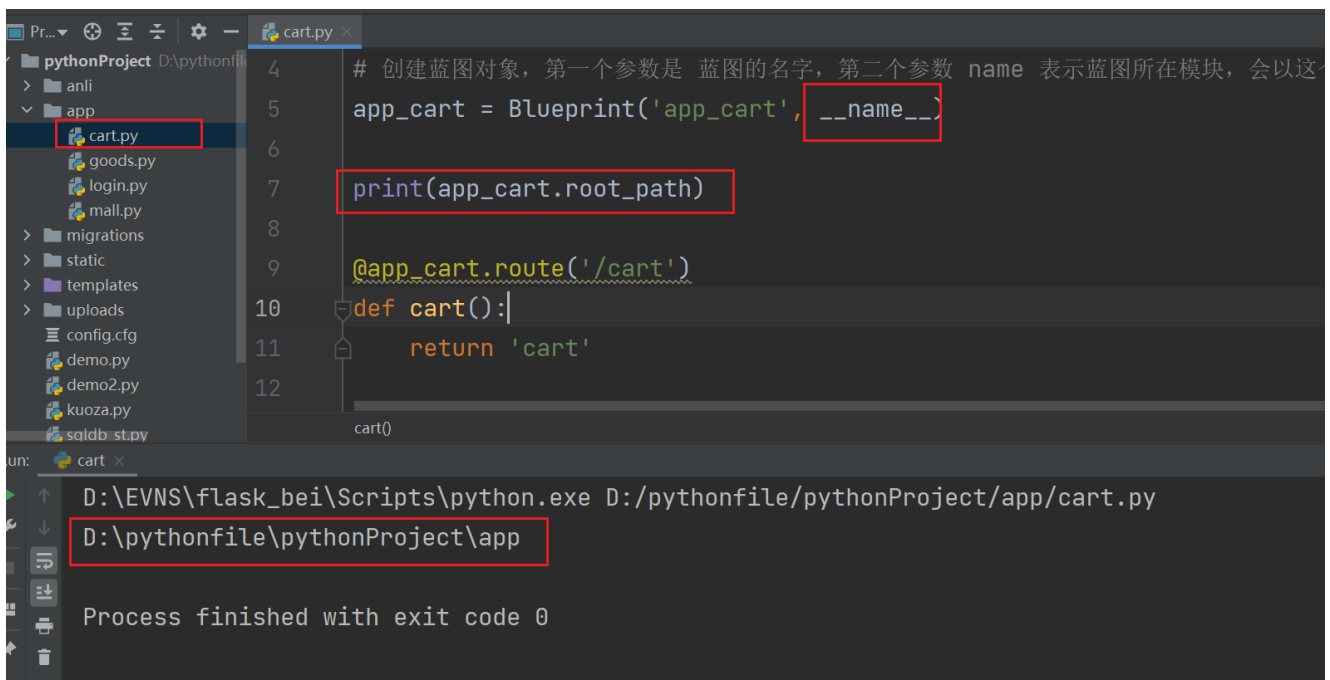 Pr...
cart.py
pythonProject D:\pythonfil
anli
app
cart.py
goods.py
login.py
mall.py
migrations
static
templates
uploads
config.cfg
demo.py
demo2.py
kuoza.py
sqldb_st.py
4 # 创建蓝图对象，第一个参数是 蓝图的名字，第二个参数 name 表示蓝图所在模块，会以这
5 app_cart = Blueprint('app_cart', __name__)
6
7 print(app_cart.root_path)
8
9 @app_cart.route('/cart')
10 def cart():
11 return 'cart'
12
cart()
un: cart
D:\EVNS\flask_bei\Scripts\python.exe D:/pythonfile/pythonProject/app/cart.py
D:\pythonfile\pythonProject\app
Process finished with exit code 0